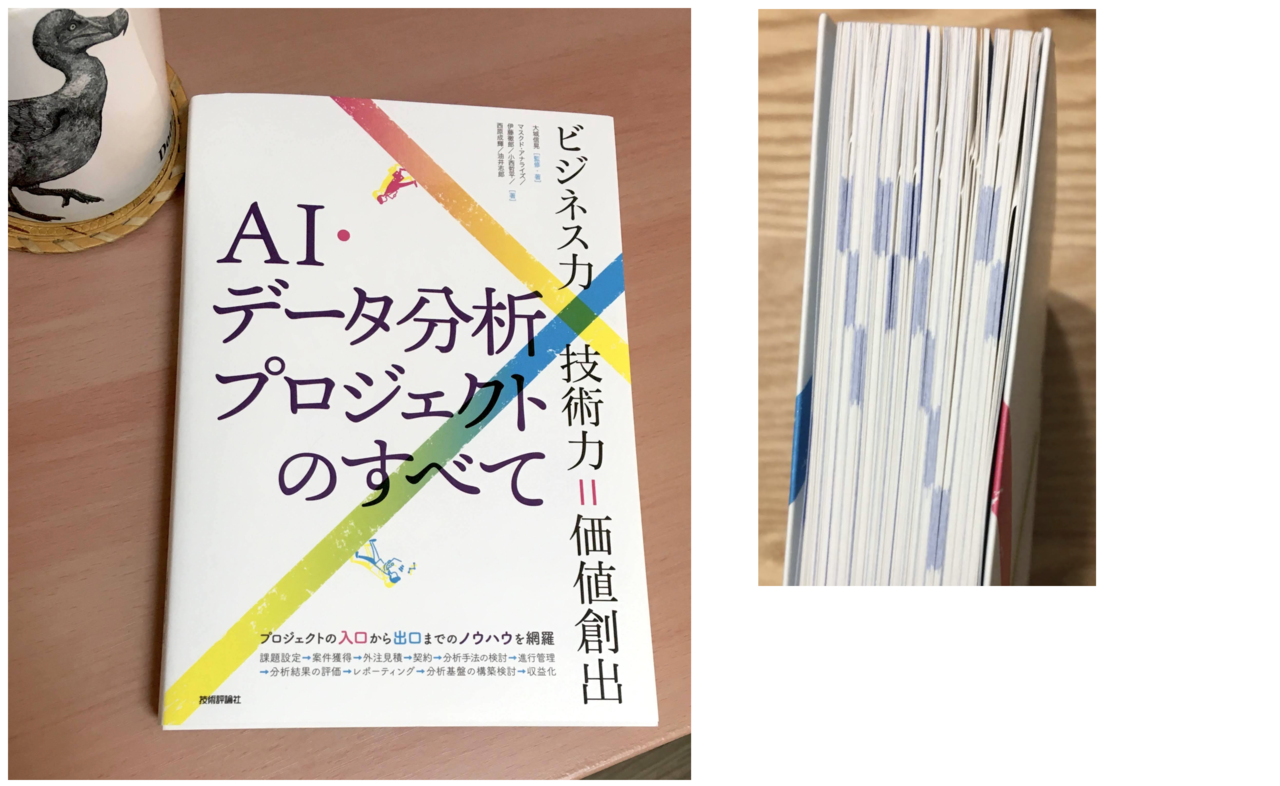 ビジネス力
技術力
=
価値創出
大城信晃[監修・著]
マスクド・アナライズ/
伊藤徹郎/小西哲平/
西原成輝/油井志郎
[著]
AI・
データ分析
プロジェクト
のすべて
プロジェクトの入口から出口までのノウハウを網羅
課題設定→案件獲得→外注見積→契約→分析手法の検討→進行管理
→分析結果の評価→レポーティング→分析基盤の構築検討→収益化
技術評論社